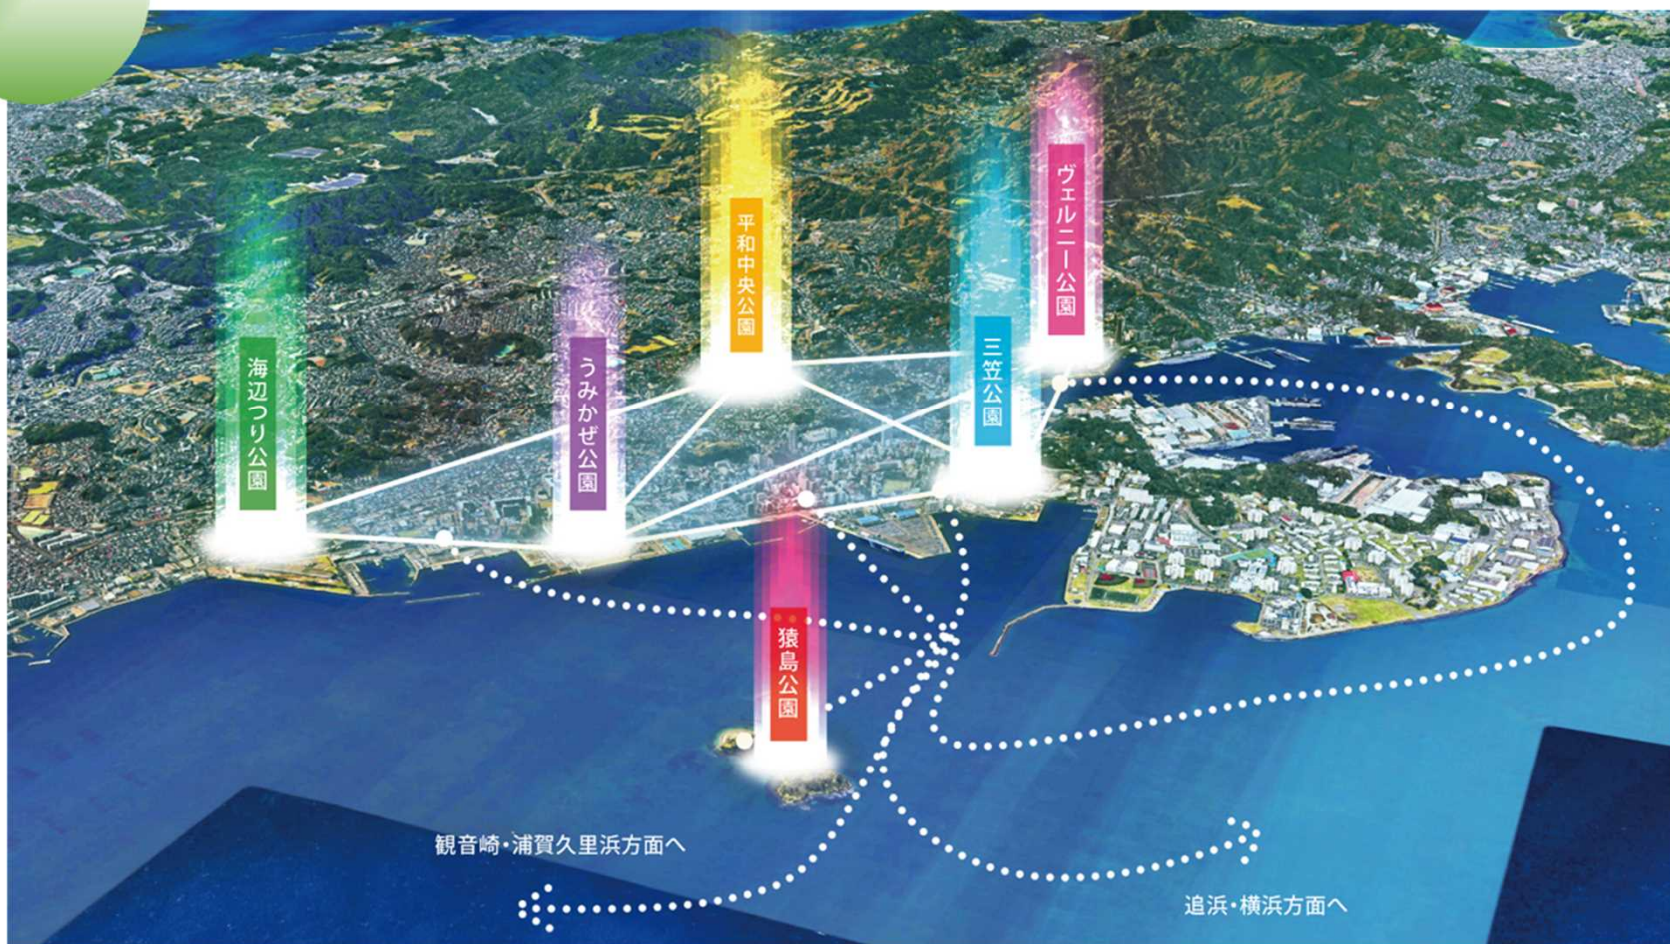 海辺つり公園
うみかぜ公園
平和中央公園
三笠公園
ヴェルニー公園
猿島公園
観音崎・浦賀久里浜方面へ
追浜・横浜方面へ